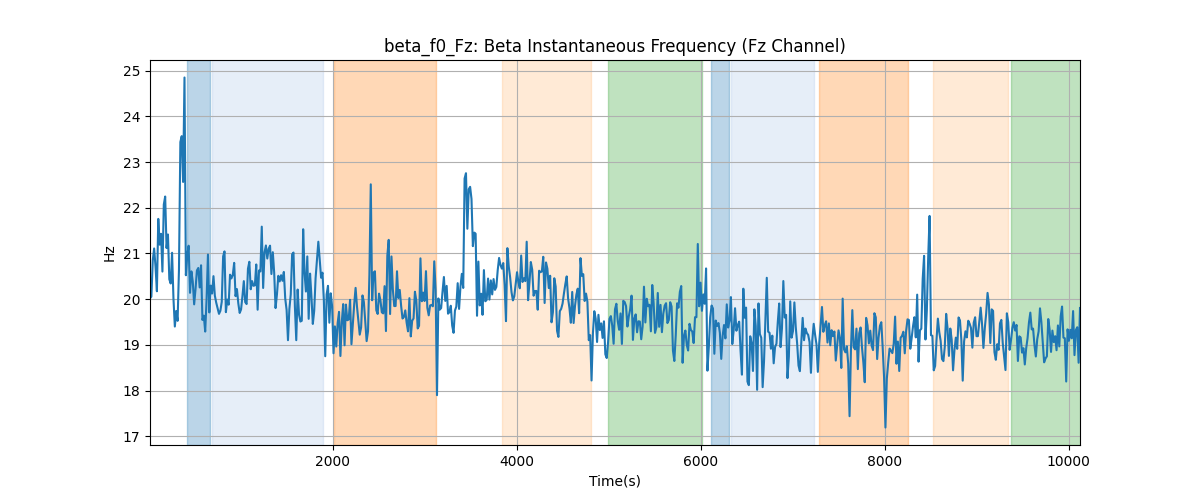 beta_f0_Fz: Beta Instantaneous Frequency (Fz Channel)
25
24
23
22
21
20
19
18
17
Hz
2000 4000 6000 8000 10000
Time(s)